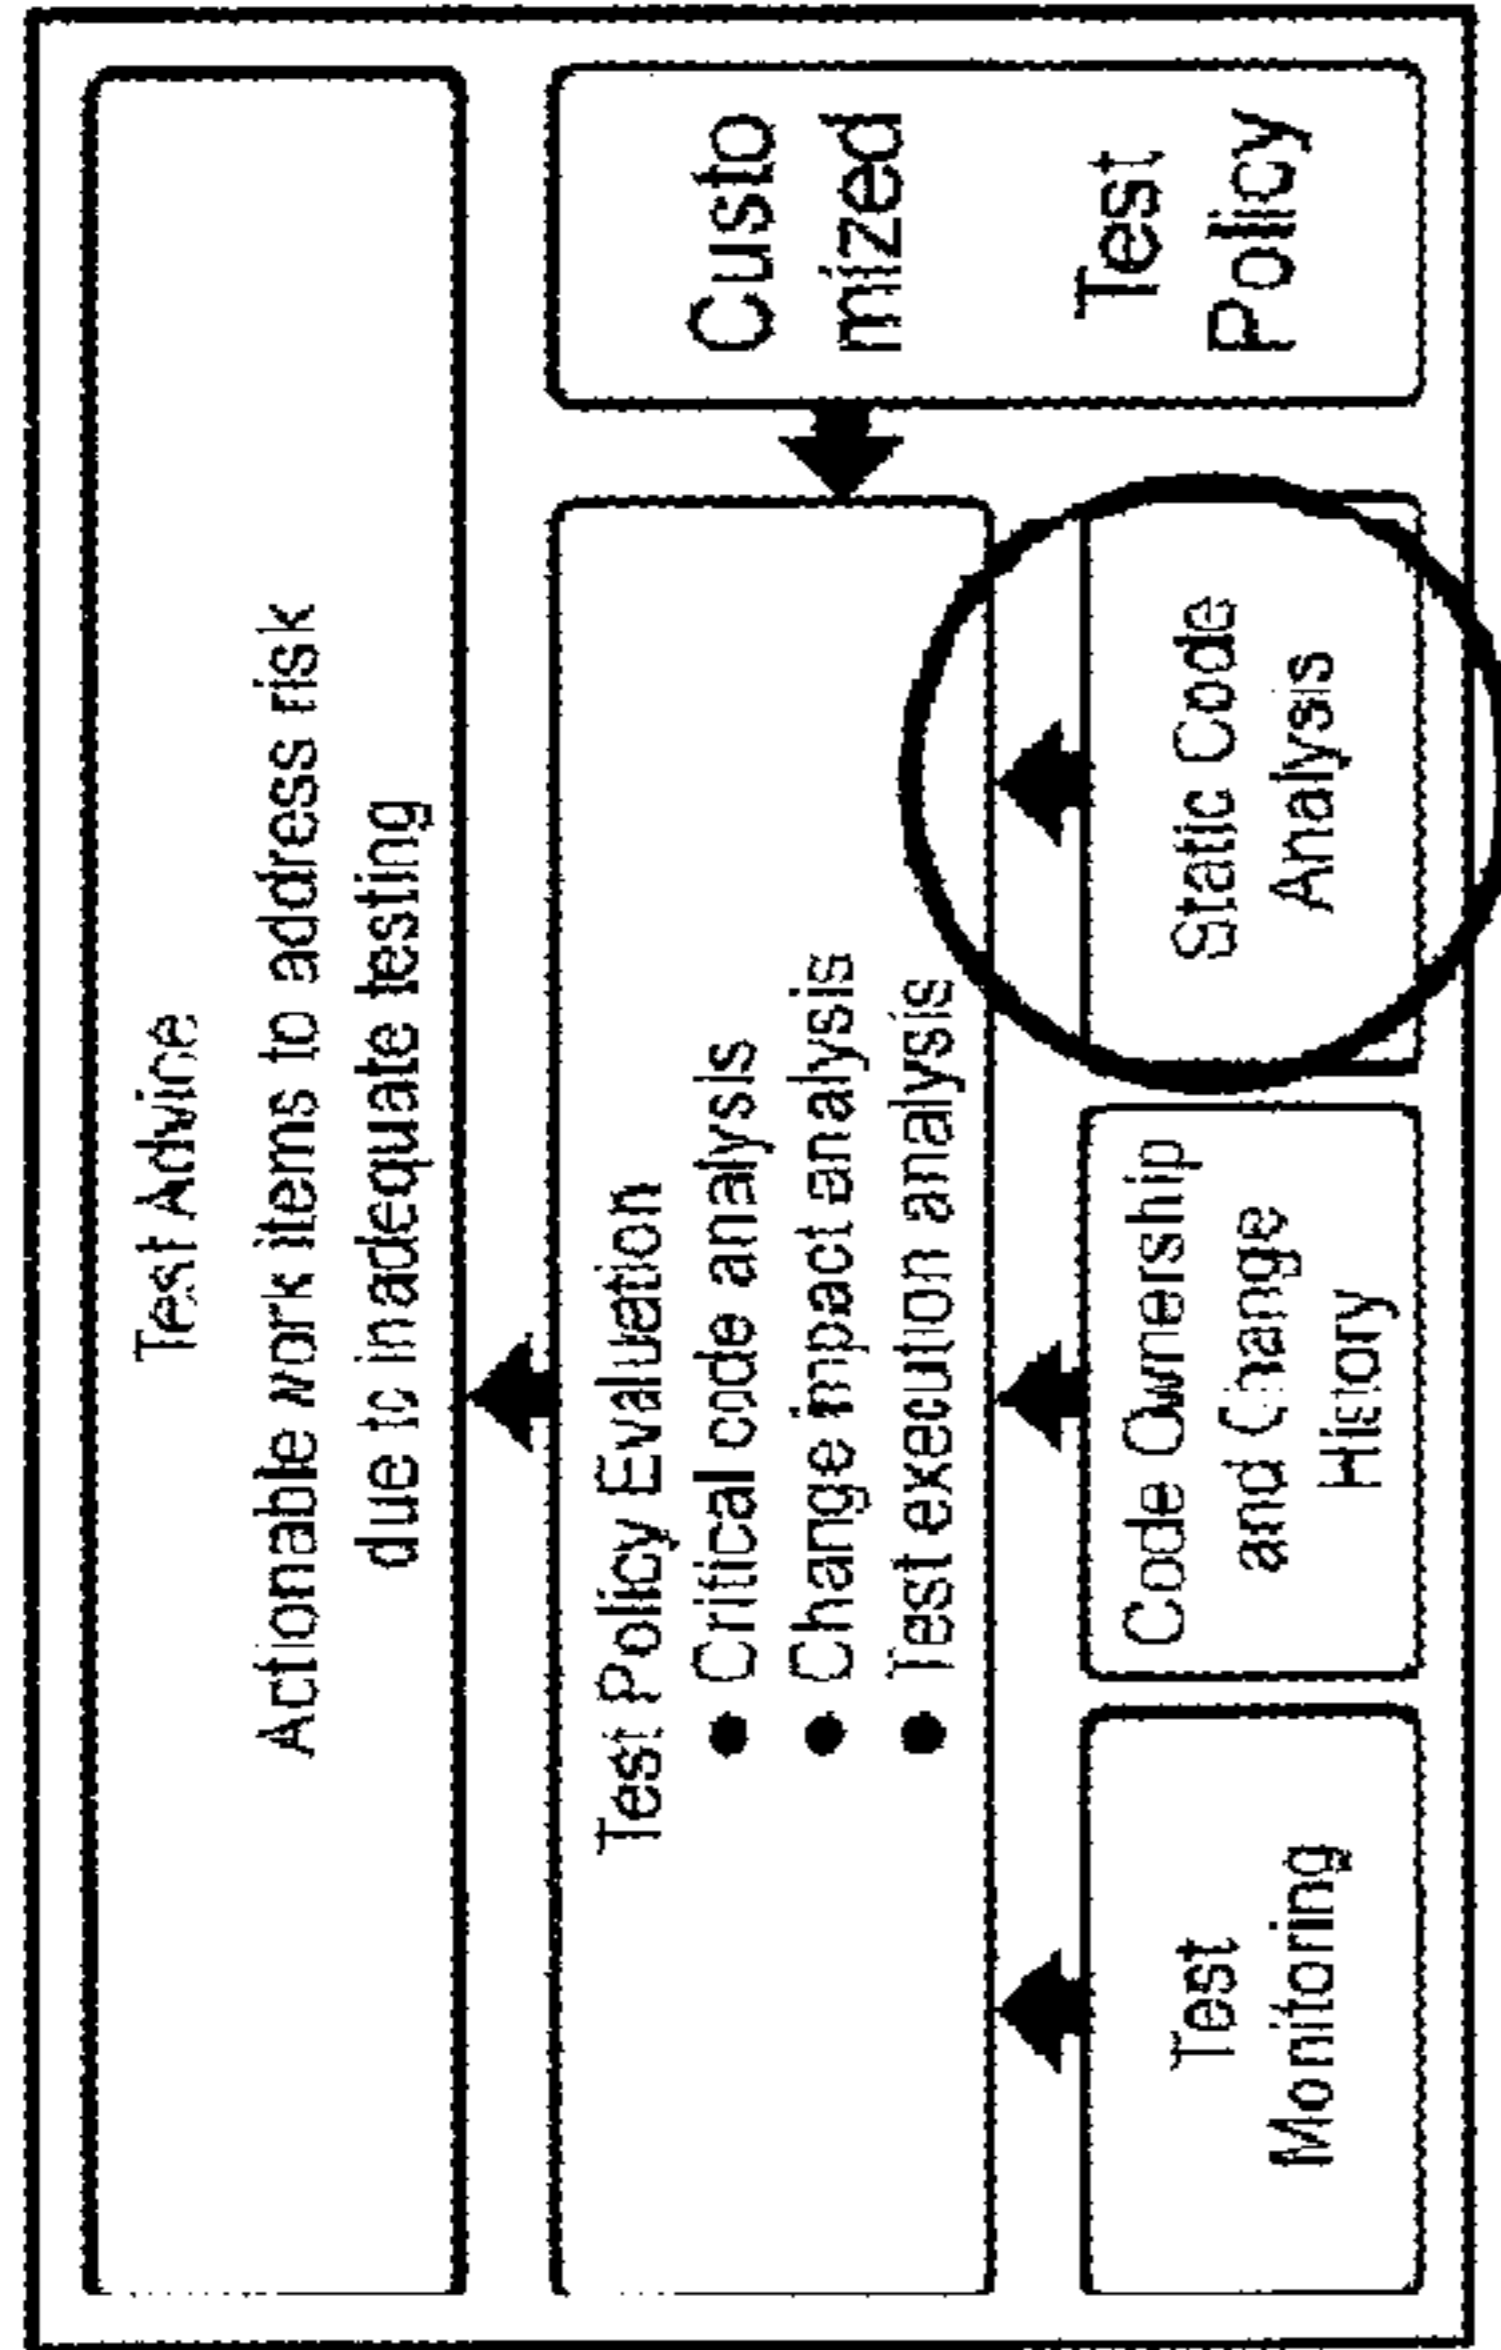 Test Advice
Actionable work items to address risk
due to inadequate testing
Test Policy Evaluation
● Critical code analysis
● Change impact analysis
● Test execution analysis
Custo
mized
Test
Policy
Test
Monitoring
Code Ownership
and Change
History
Static Code
Analysis